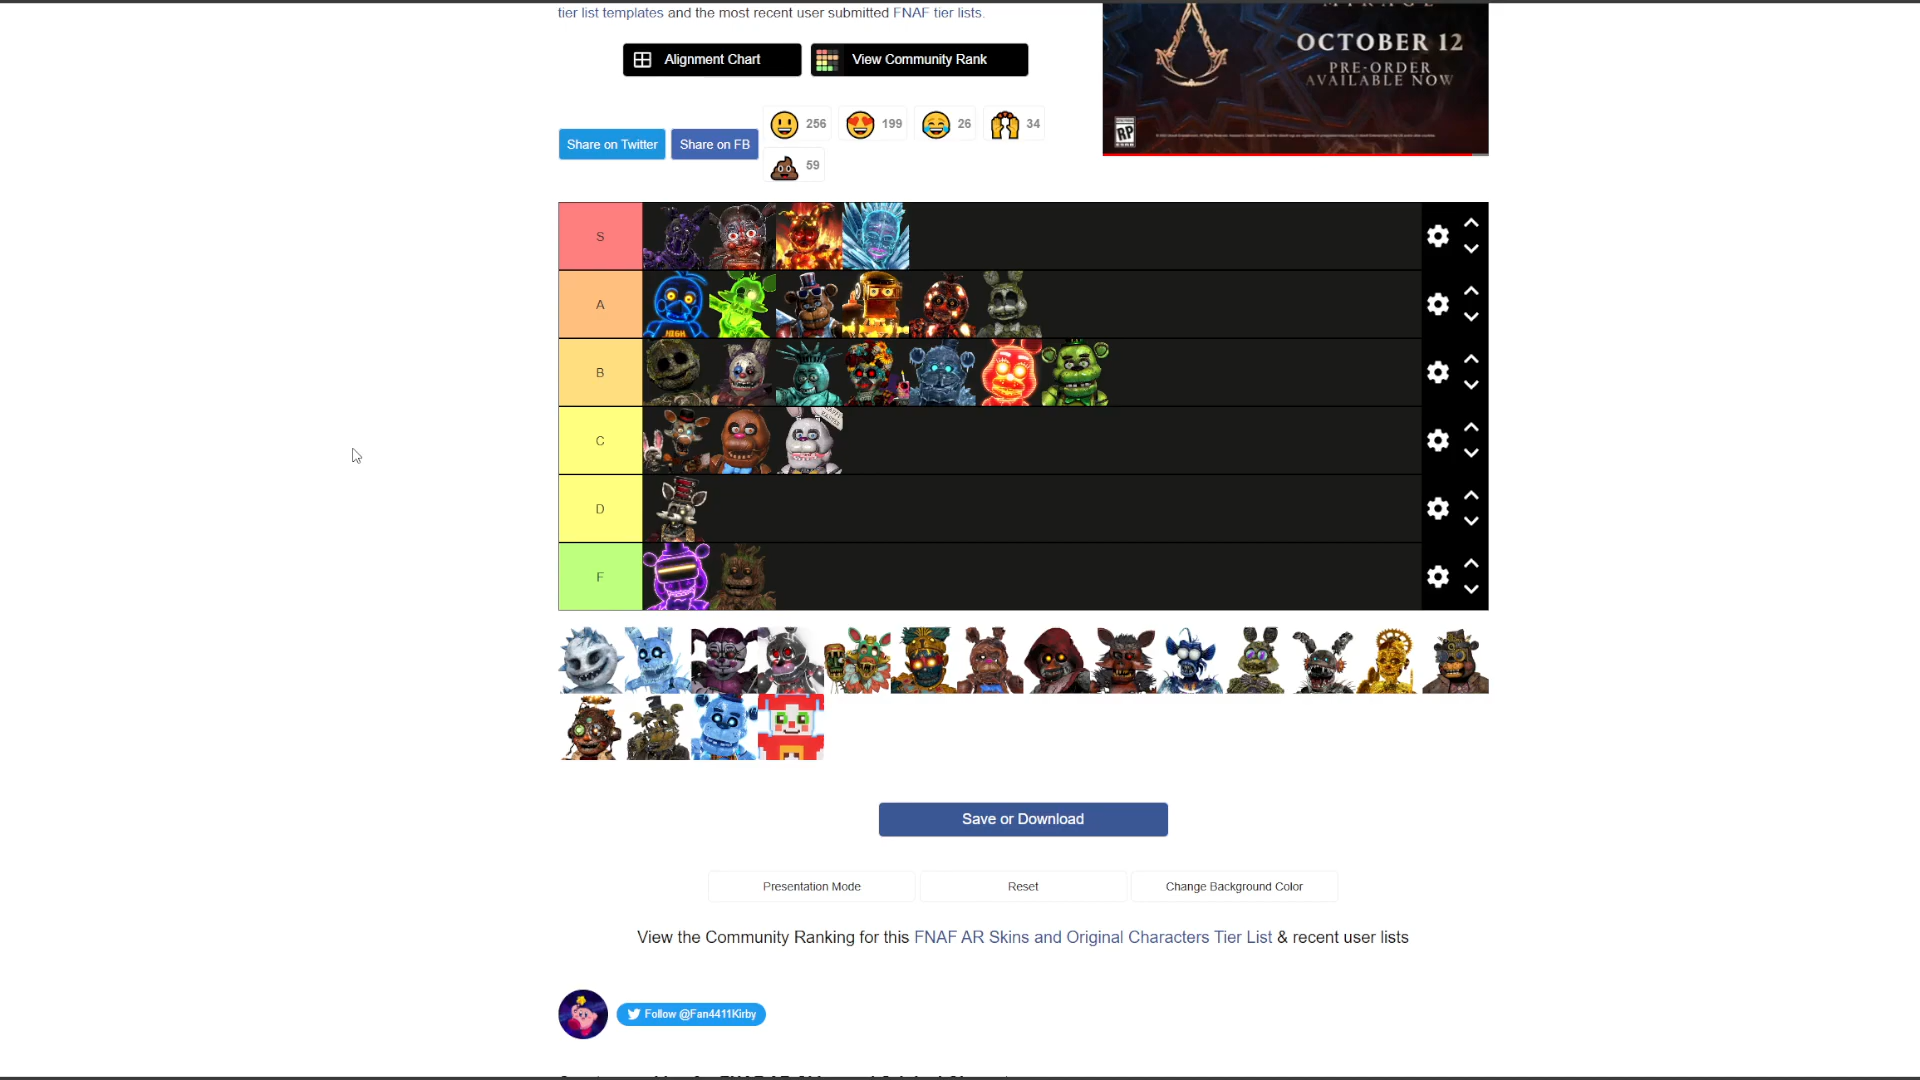 tier list templates and the most recent user submitted FNAF tier lists.
MIRAGE
OCTOBER 12
PRE-ORDER
AVAILABLE NOW
RP
Alignment Chart
View Community Rank
256
199
26
34
Share on Twitter
Share on FB
59
S
A
HIGH
B
C
D
F
Save or Download
Presentation Mode
Reset
Change Background Color
View the Community Ranking for this FNAF AR Skins and Original Characters Tier List & recent user lists
Follow @Fan4411Kirby